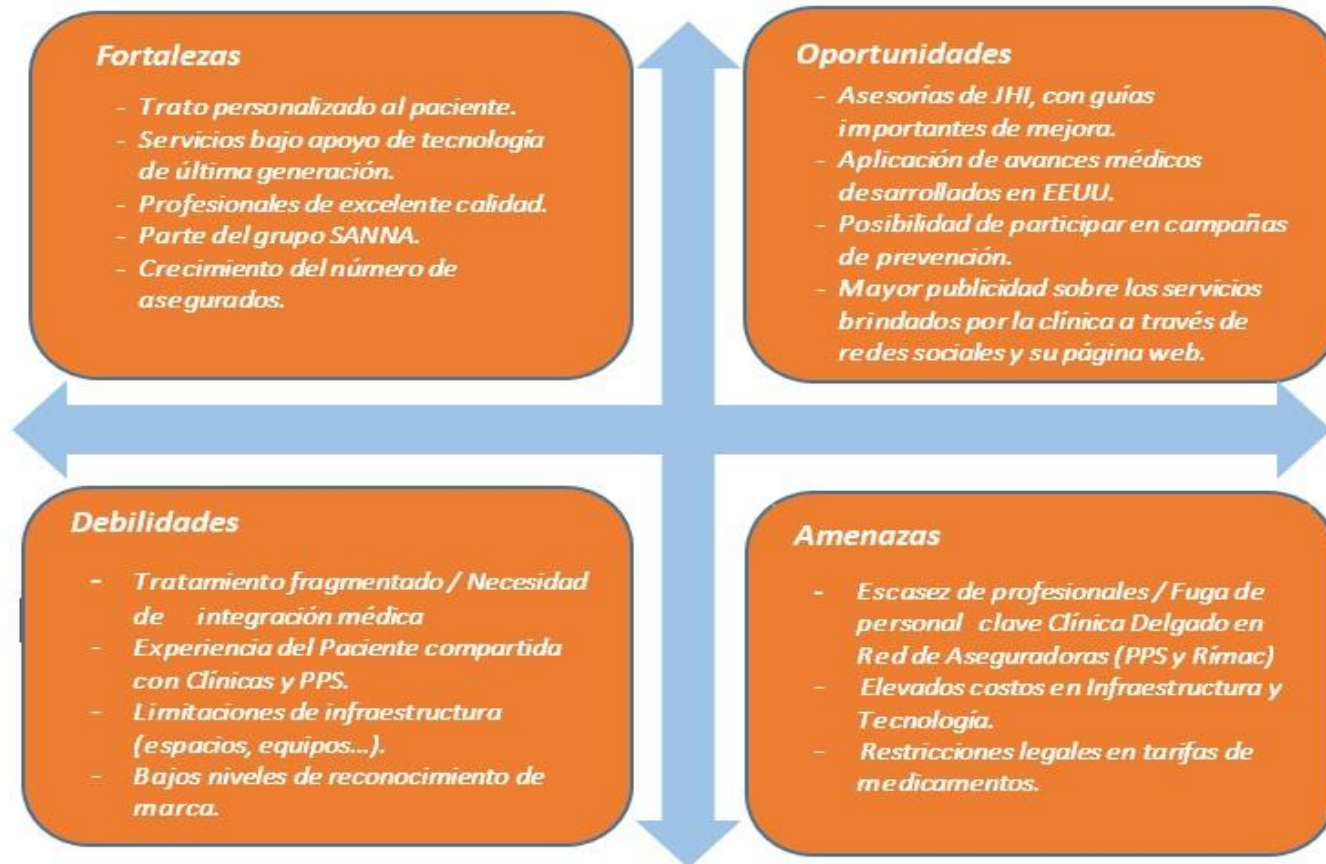 Fortalezas
- Trato personalizado al paciente.
- Servicios bajo apoyo de tecnología
de última generación.
- Profesionales de excelente calidad.
- Parte del grupo SANNA.
- Crecimiento del número de
asegurados.
Oportunidades
- Asesorías de JHI, con guías
importantes de mejora.
- Aplicación de avances médicos
desarrollados en EEUU.
- Posibilidad de participar en campañas
de prevención.
- Mayor publicidad sobre los servicios
brindados por la clínica a través de
redes sociales y su página web.
Debilidades
- Tratamiento fragmentado / Necesidad
de integración médica
- Experiencia del Paciente compartida
con Clínicas y PPS.
- Limitaciones de infraestructura
(espacios, equipos...).
- Bajos niveles de reconocimiento de
marca.
Amenazas
- Escasez de profesionales / Fuga de
personal clave Clínica Delgado en
Red de Aseguradoras (PPS y Rímac)
- Elevados costos en Infraestructura y
Tecnología.
- Restricciones legales en tarifas de
medicamentos.